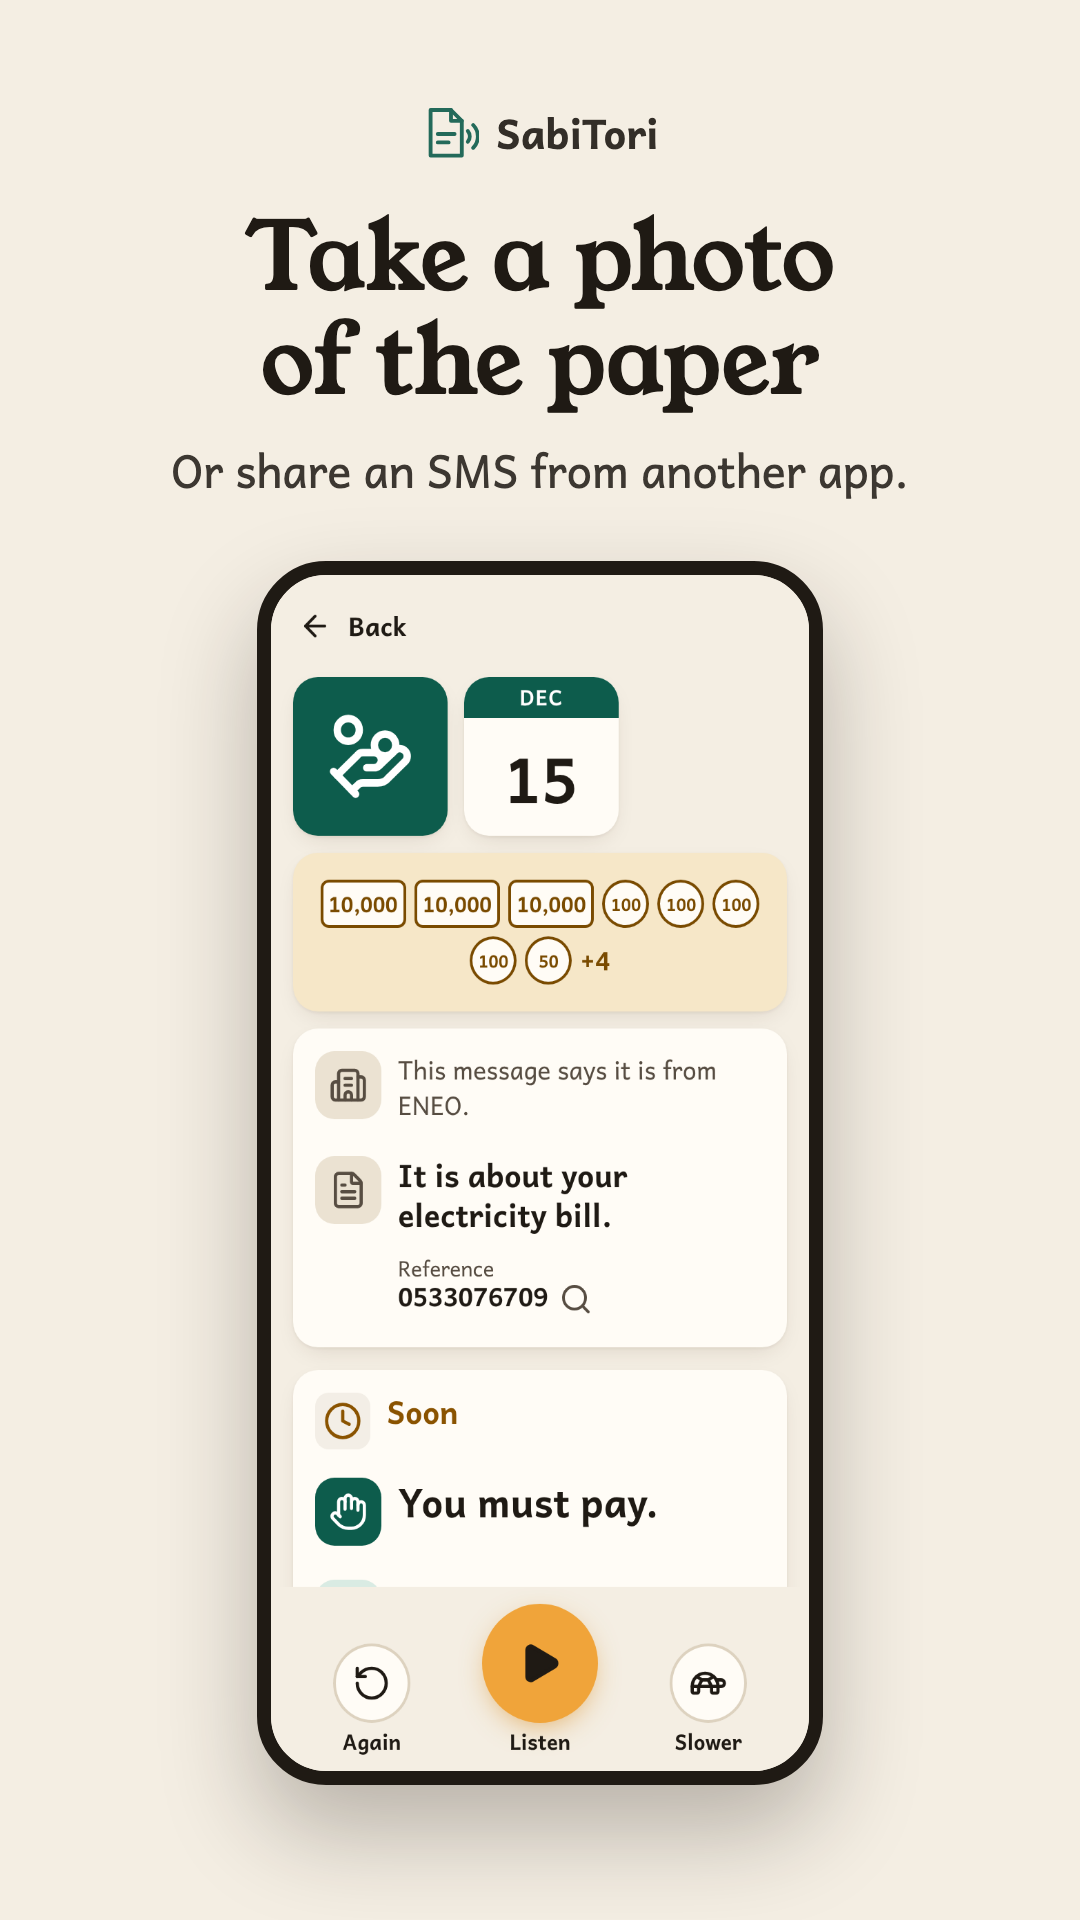 SabiTori
Take a photo
of the paper
Or share an SMS from another app.
Back
DEC
15
10,000 10,000 10,000 100 100 100
100 50 +4
This message says it is from
ENEO.
It is about your
electricity bill.
Reference
0533076709
Soon
You must pay.
Again
Listen
Slower